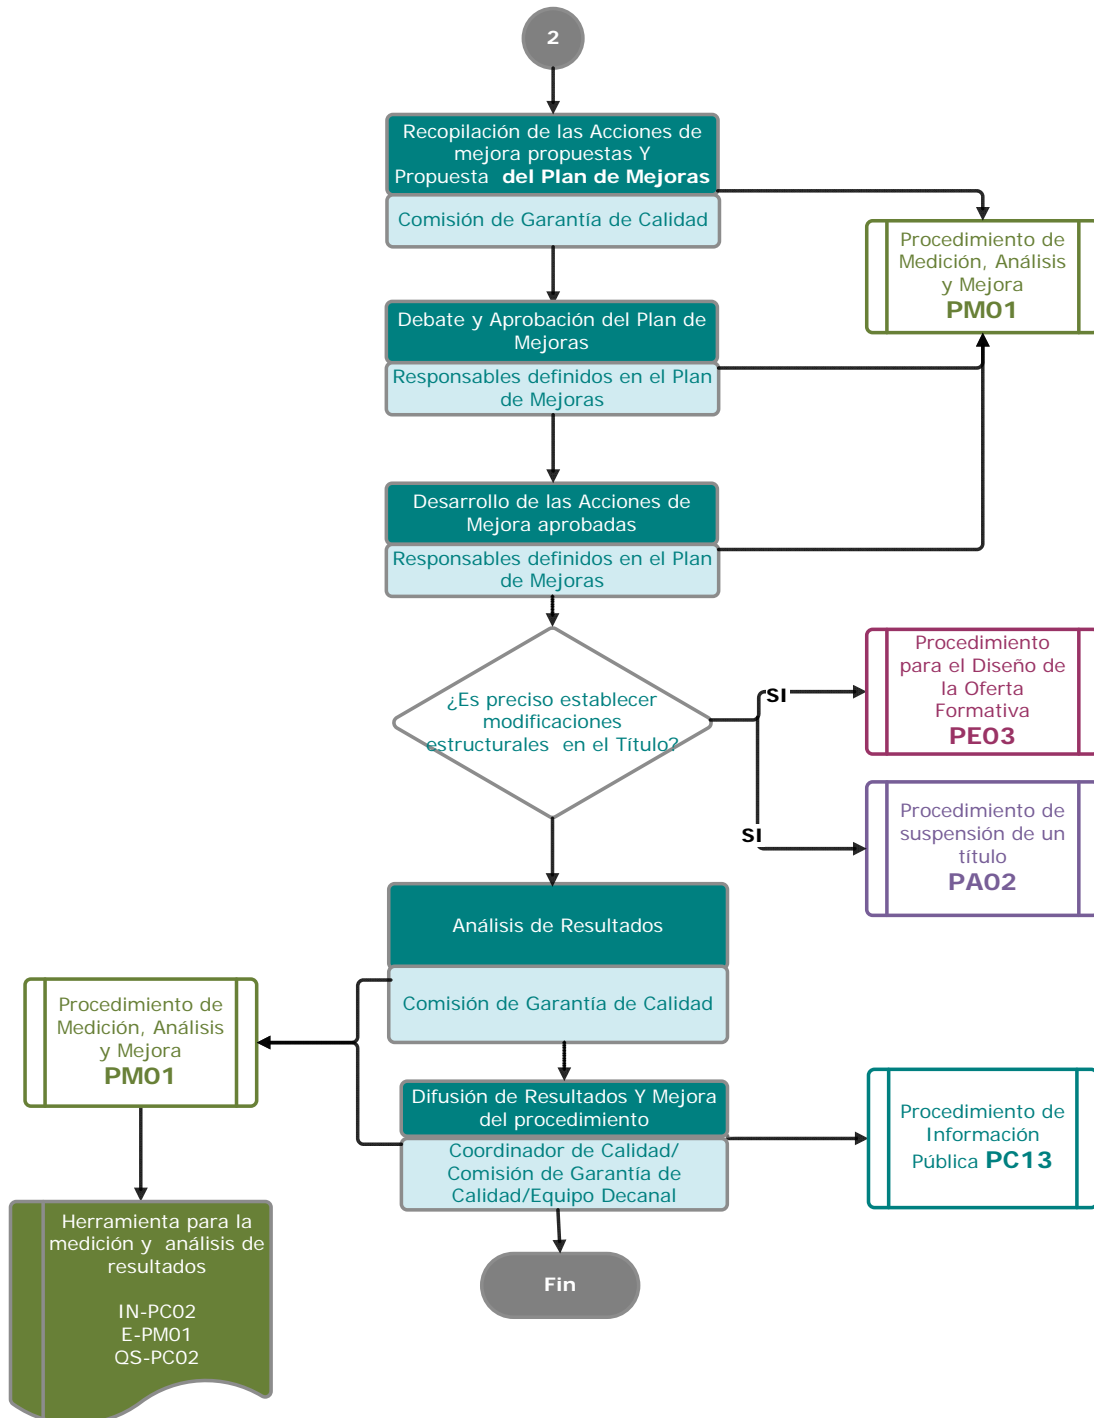 2
Recopilación de las Acciones de
mejora propuestas Y
Propuesta del Plan de Mejoras
Comisión de Garantía de Calidad
Procedimiento de
Medición, Análisis
y Mejora
PM01
Debate y Aprobación del Plan de
Mejoras
Responsables definidos en el Plan
de Mejoras
Desarrollo de las Acciones de
Mejora aprobadas
Responsables definidos en el Plan
de Mejoras
¿Es preciso establecer
modificaciones
estructurales en el Título?
SI
Procedimiento
para el Diseño de
la Oferta
Formativa
PE03
SI
Procedimiento de
suspensión de un
título
PA02
Análisis de Resultados
Comisión de Garantía de Calidad
Procedimiento de
Medición, Análisis
y Mejora
PM01
Difusión de Resultados Y Mejora
del procedimiento
Coordinador de Calidad/
Comisión de Garantía de
Calidad/Equipo Decanal
Procedimiento de
Información
Pública PC13
Herramienta para la
medición y análisis de
resultados
IN-PC02
E-PM01
QS-PC02
Fin